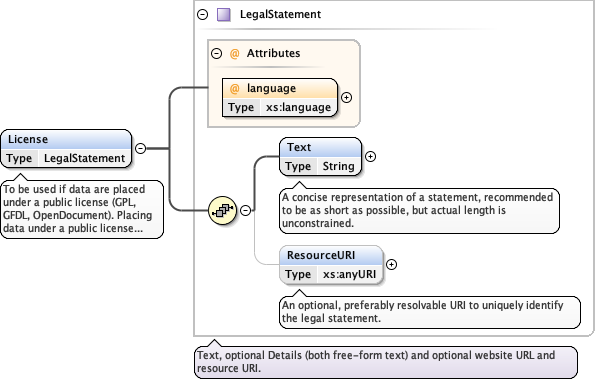 LegalStatement
@ Attributes
@ language
Type xs:language
License
Type LegalStatement
To be used if data are placed
under a public license (GPL,
GFDL, OpenDocument). Placing
data under a public license...
Text
Type String
A concise representation of a statement, recommended
to be as short as possible, but actual length is
unconstrained.
ResourceURI
Type xs:anyURI
An optional, preferably resolvable URI to uniquely identify
the legal statement.
Text, optional Details (both free-form text) and optional website URL and
resource URI.